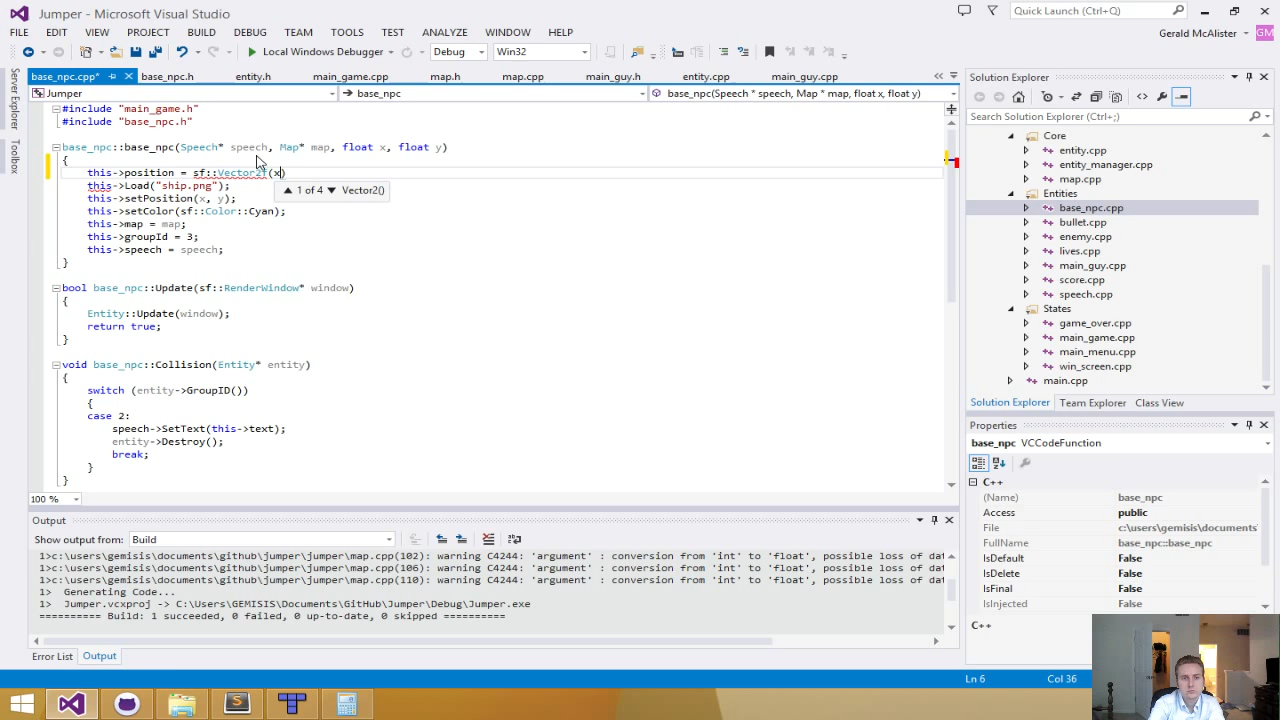 Jumper - Microsoft Visual Studio
Quick Launch (Ctrl+Q)
FILE EDIT VIEW PROJECT BUILD DEBUG TEAM TOOLS TEST ANALYZE WINDOW HELP
Gerald McAlister GM
Local Windows Debugger Debug Win32
Server Explorer
Toolbox
base_npc.cpp* base_npc.h entity.h main_game.cpp map.h map.cpp main_guy.h entity.cpp main_guy.cpp
Jumper base_npc base_npc(Speech * speech, Map * map, float x, float y)
#include "main_game.h"
#include "base_npc.h"
base_npc::base_npc(Speech* speech, Map* map, float x, float y)
{
this->position = sf::Vector2f(x)
1 of 4 Vector2()
this->Load("ship.png");
this->setPosition(x, y);
this->setColor(sf::Color::Cyan);
this->map = map;
this->groupId = 3;
this->speech = speech;
}
bool base_npc::Update(sf::RenderWindow* window)
{
Entity::Update(window);
return true;
}
void base_npc::Collision(Entity* entity)
{
switch (entity->GroupID())
{
case 2:
speech->SetText(this->text);
entity->Destroy();
break;
}
}
100 %
Output
Show output from: Build
1>c:\users\gemisis\documents\github\jumper\jumper\map.cpp(102): warning C4244: 'argument' : conversion from 'int' to 'float', possible loss of dat
1>c:\users\gemisis\documents\github\jumper\jumper\map.cpp(106): warning C4244: 'argument' : conversion from 'int' to 'float', possible loss of dat
1>c:\users\gemisis\documents\github\jumper\jumper\map.cpp(110): warning C4244: 'argument' : conversion from 'int' to 'float', possible loss of dat
1> Generating Code...
1> Jumper.vcxproj -> C:\Users\GEMISIS\Documents\GitHub\Jumper\Debug\Jumper.exe
========== Build: 1 succeeded, 0 failed, 0 up-to-date, 0 skipped ==========
Error List Output
Ln 6 Col 36
Solution Explorer
Search Solution Explorer (Ctrl+;)
Core
entity.cpp
entity_manager.cpp
map.cpp
Entities
base_npc.cpp
bullet.cpp
enemy.cpp
lives.cpp
main_guy.cpp
score.cpp
speech.cpp
States
game_over.cpp
main_game.cpp
main_menu.cpp
win_screen.cpp
main.cpp
Solution Explorer Team Explorer Class View
Properties
base_npc VCCodeFunction
C++
(Name) base_npc
Access public
File c:\users\gemisis\documents
FullName base_npc::base_npc
IsDefault False
IsDelete False
IsFinal False
IsInjected False
C++